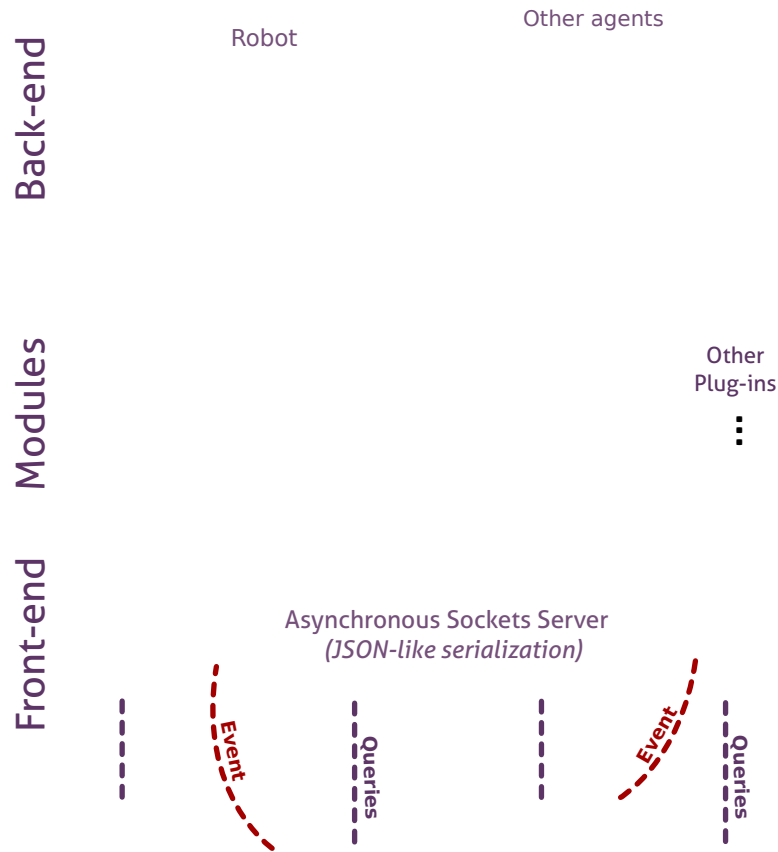 Back-end
Robot
Other agents
Modules
Other
Plug-ins
Front-end
Asynchronous Sockets Server
(JSON-like serialization)
Event
Queries
Event
Queries